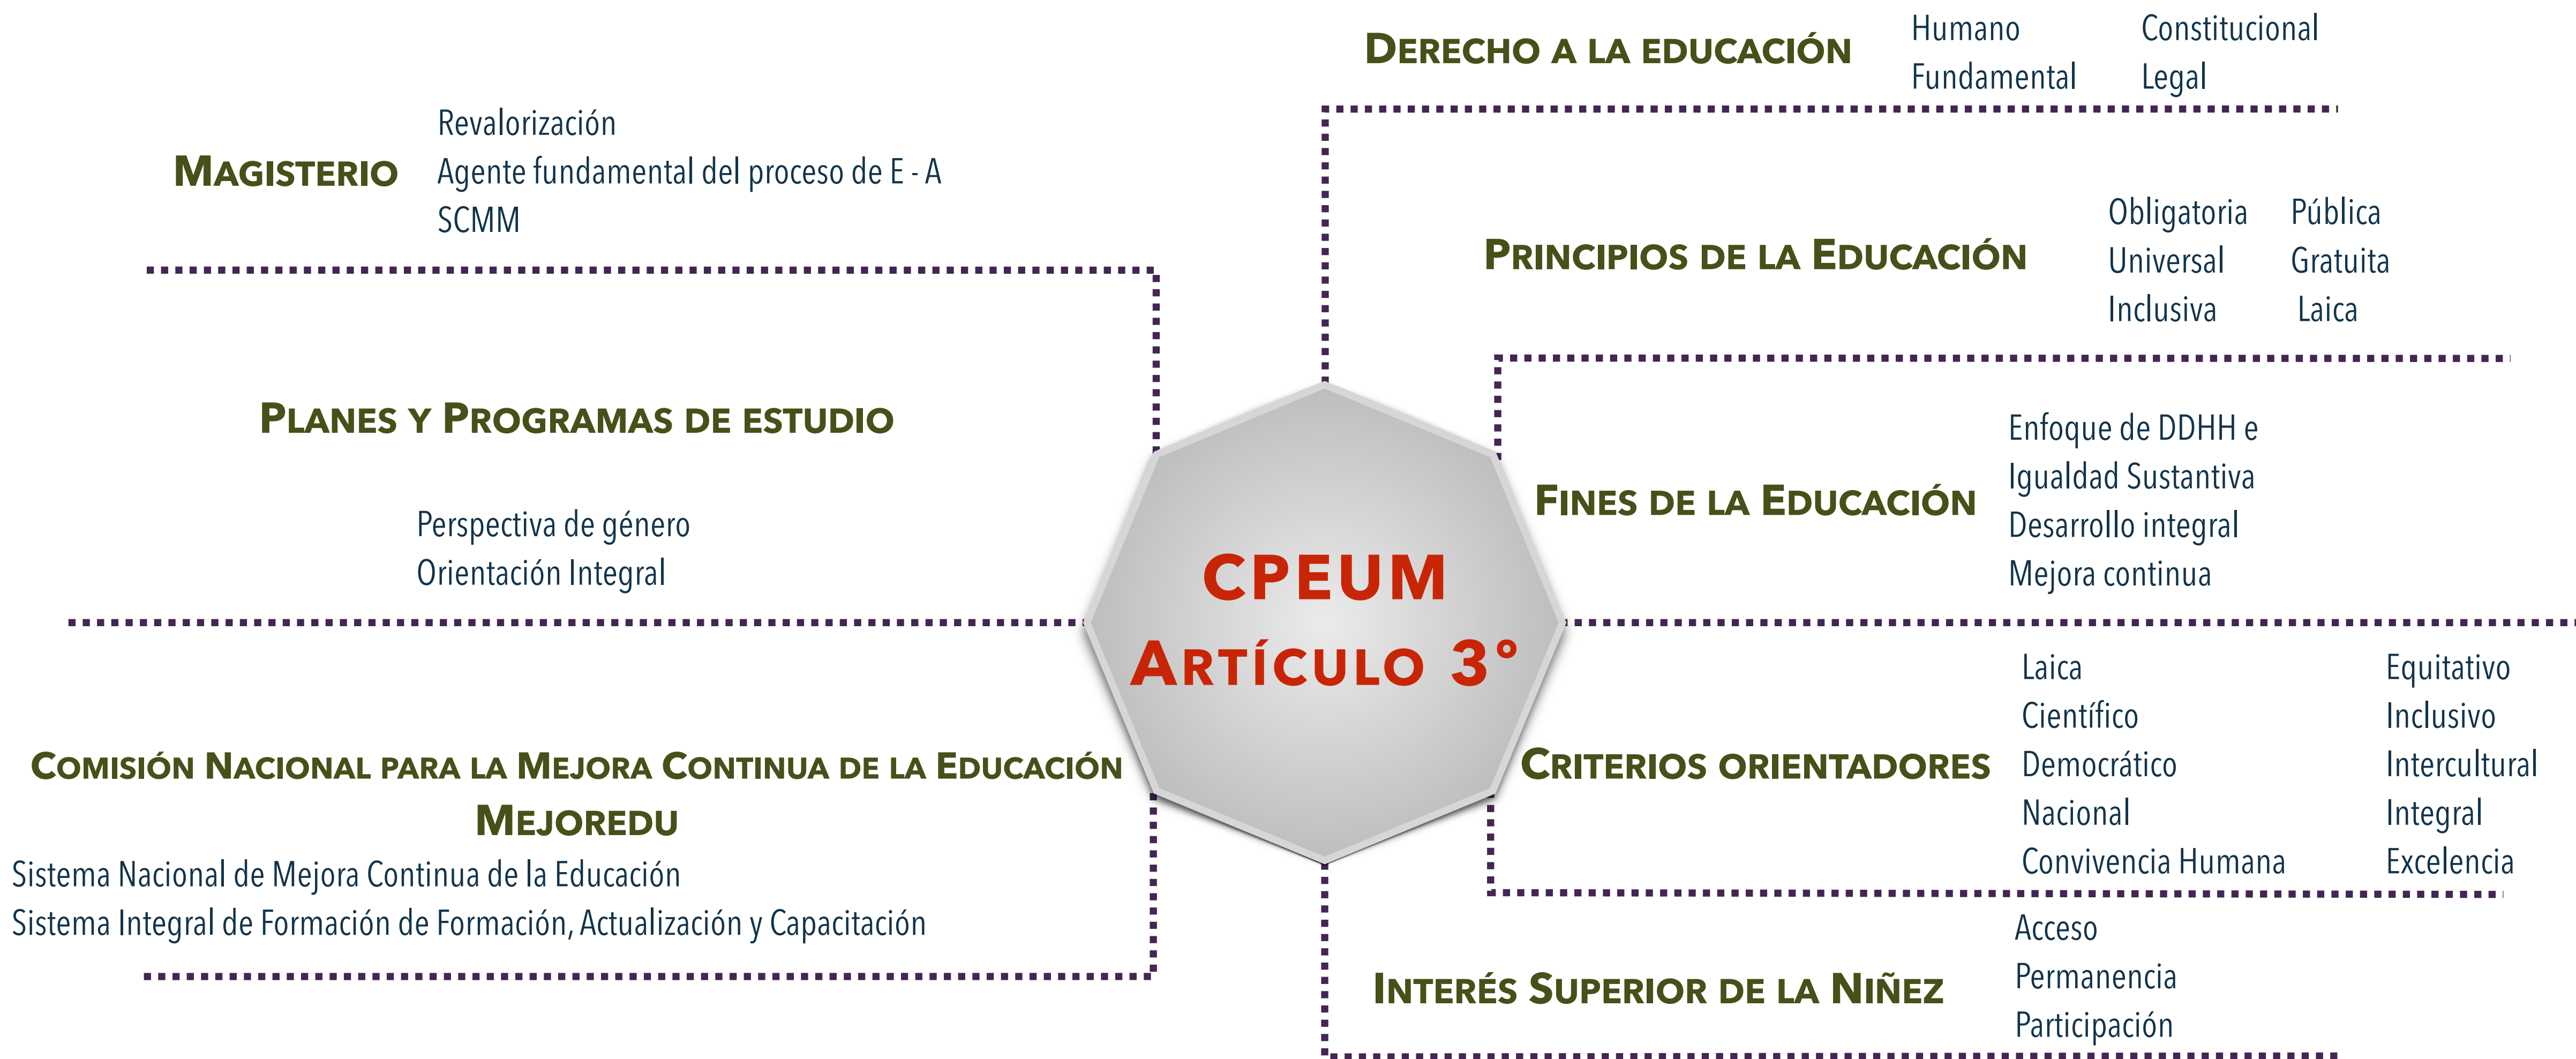 DERECHO A LA EDUCACIÓN
Humano Constitucional
Fundamental Legal
MAGISTERIO
Revalorización
Agente fundamental del proceso de E - A
SCMM
PRINCIPIOS DE LA EDUCACIÓN
Obligatoria Pública
Universal Gratuita
Inclusiva Laica
PLANES Y PROGRAMAS DE ESTUDIO
Perspectiva de género
Orientación Integral
FINES DE LA EDUCACIÓN
Enfoque de DDHH e
Igualdad Sustantiva
Desarrollo integral
Mejora continua
CPEUM
ARTÍCULO 3°
COMISIÓN NACIONAL PARA LA MEJORA CONTINUA DE LA EDUCACIÓN
MEJOREDU
Sistema Nacional de Mejora Continua de la Educación
Sistema Integral de Formación de Formación, Actualización y Capacitación
CRITERIOS ORIENTADORES
Laica Equitativo
Científico Inclusivo
Democrático Intercultural
Nacional Integral
Convivencia Humana Excelencia
INTERÉS SUPERIOR DE LA NIÑEZ
Acceso
Permanencia
Participación